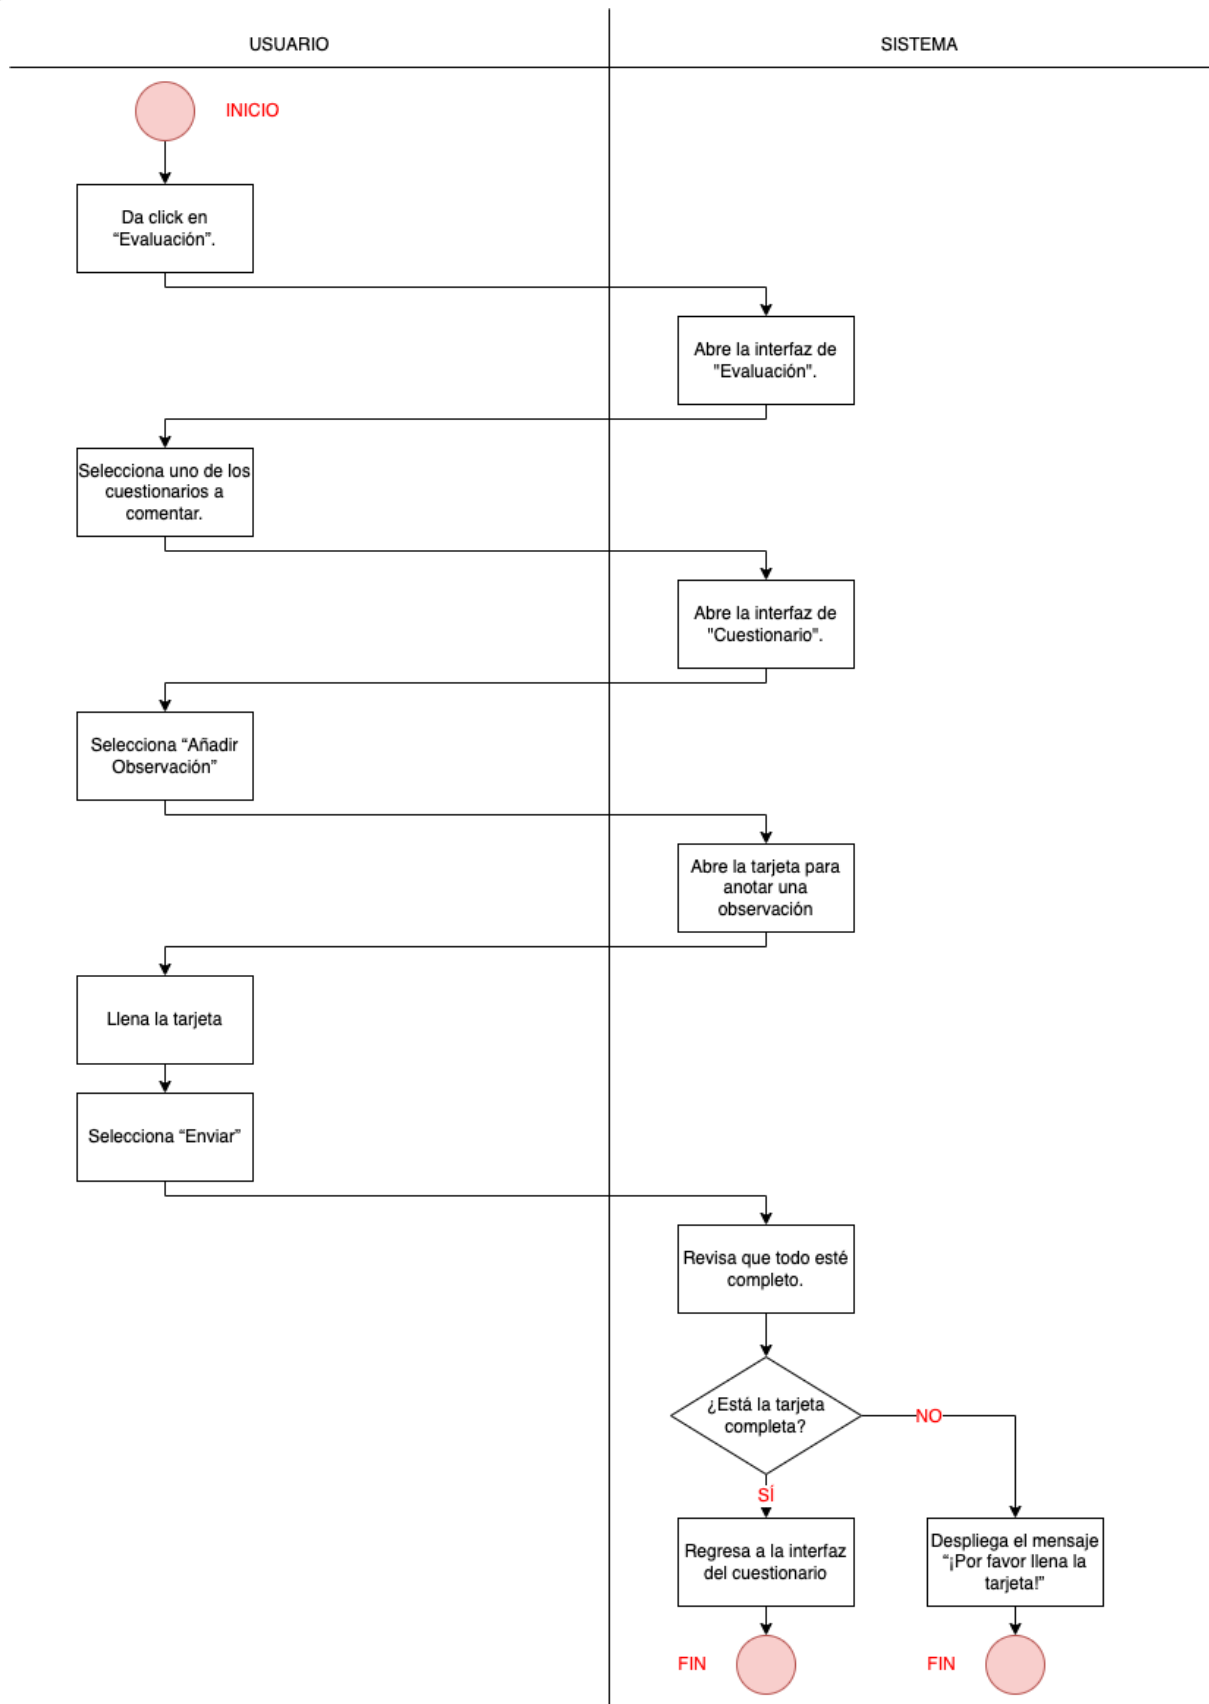 USUARIO
SISTEMA
INICIO
Da click en
“Evaluación”.
Abre la interfaz de
"Evaluación".
Selecciona uno de los
cuestionarios a
comentar.
Abre la interfaz de
"Cuestionario".
Selecciona “Añadir
Observación”
Abre la tarjeta para
anotar una
observación
Llena la tarjeta
Selecciona “Enviar”
Revisa que todo esté
completo.
¿Está la tarjeta
completa?
NO
SÍ
Regresa a la interfaz
del cuestionario
Despliega el mensaje
“¡Por favor llena la
tarjeta!”
FIN
FIN